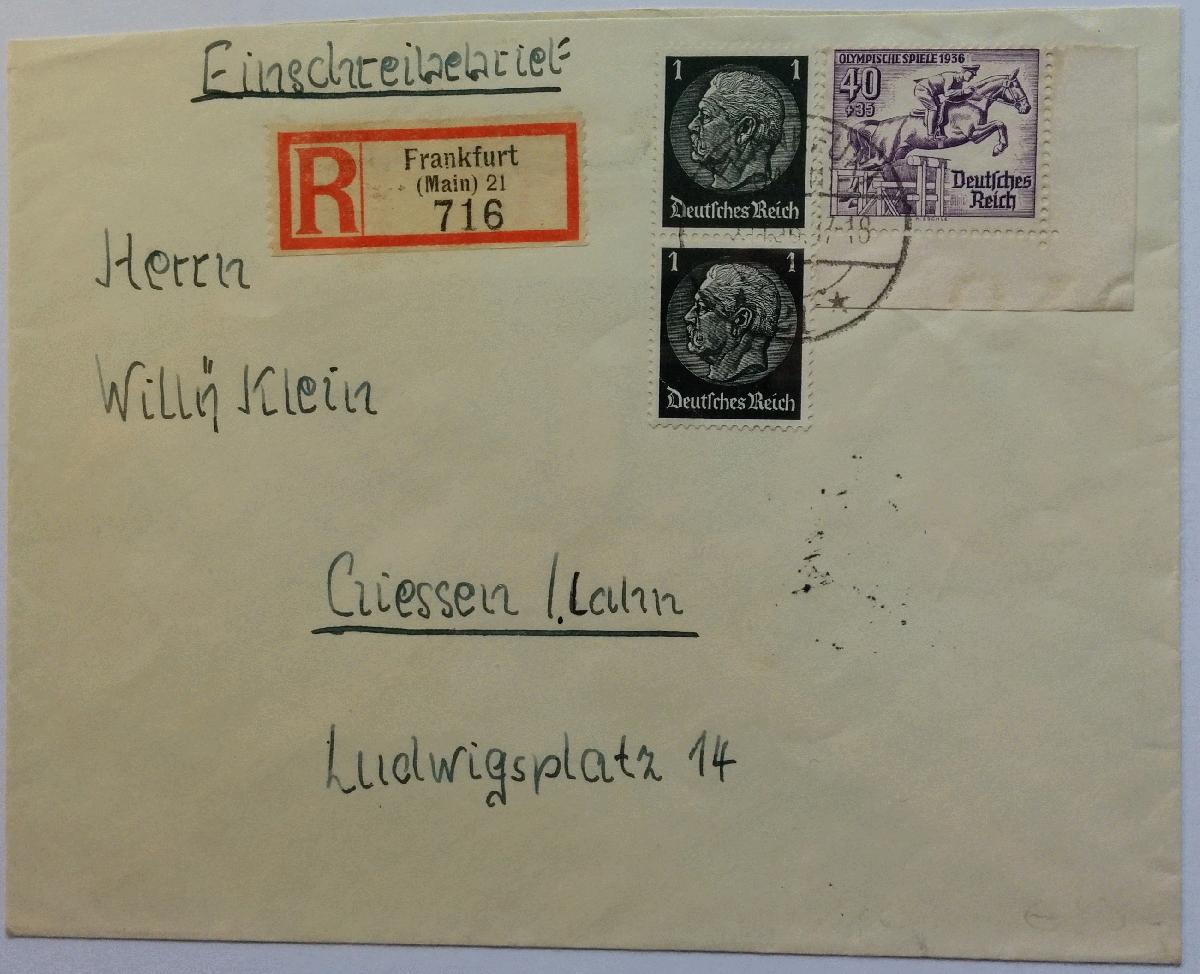 Einschreibebrief
R
Frankfurt
(Main) 21
716
1 1
Deutsches Reich
OLYMPISCHE SPIELE 1936
40
+35
Deutsches
Reich
1 1
Deutsches Reich
Herrn
Willÿ Klein
Giessen /Lahn
Ludwigsplatz 14